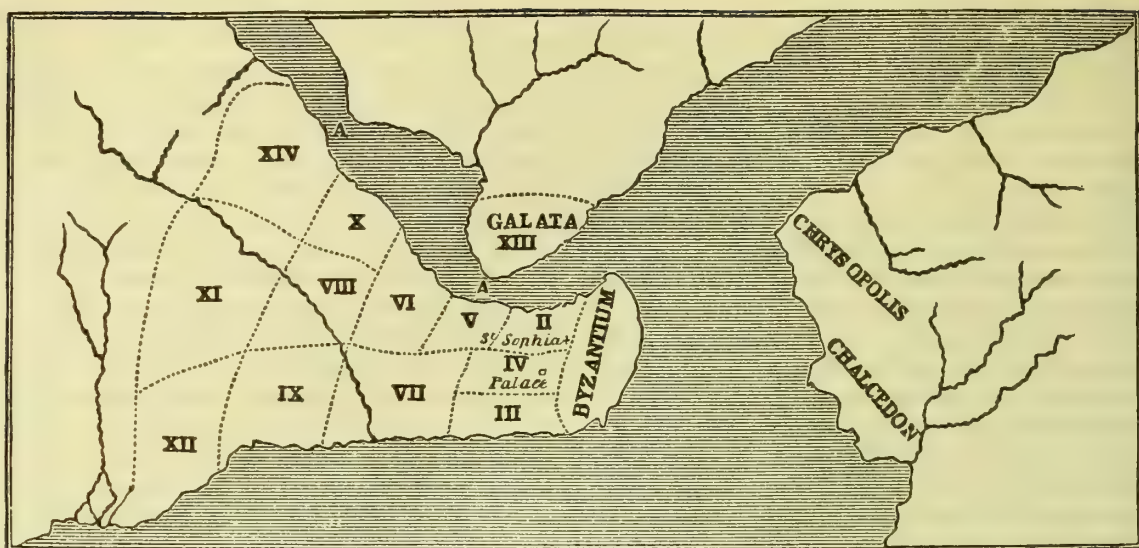 A
XIV
GALATA
XIII
X
CHRYSOPOLIS
XI
VIII
VI
A
V
II
BYZANTIUM
St Sophia
IV
Palace
CHALCEDON
IX
VII
III
XII